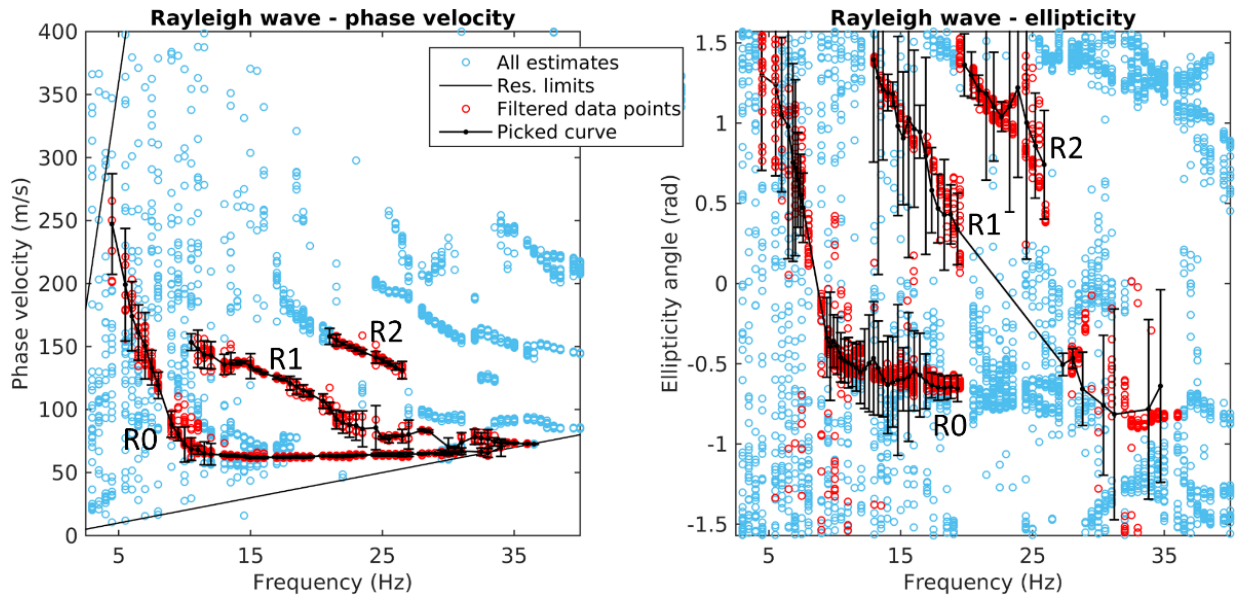 Rayleigh wave - phase velocity
400
350
300
250
200
150
100
50
0
Phase velocity (m/s)
5
15
25
35
Frequency (Hz)
All estimates
Res. limits
Filtered data points
Picked curve
R0
R1
R2
Rayleigh wave - ellipticity
1.5
1
0.5
0
-0.5
-1
-1.5
Ellipticity angle (rad)
5
15
25
35
Frequency (Hz)
R2
R1
R0